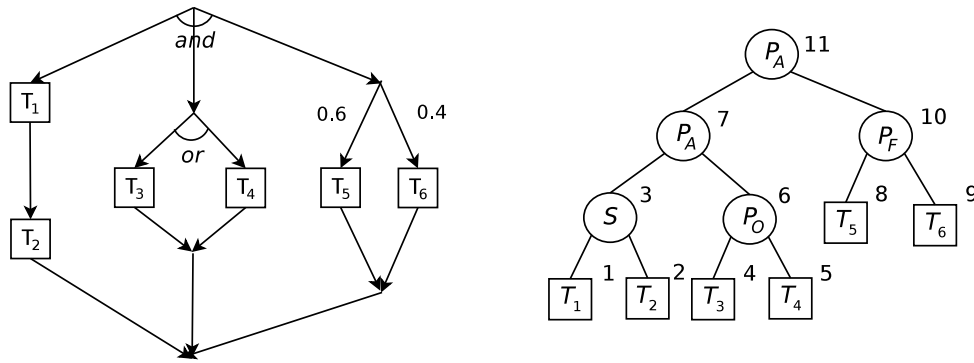 and
T1
0.6
0.4
or
T3
T4
T5
T6
T2
PA 11
PA 7
PF 10
S 3
PO 6
T5 8
T6 9
T1 1
T2 2
T3 4
T4 5